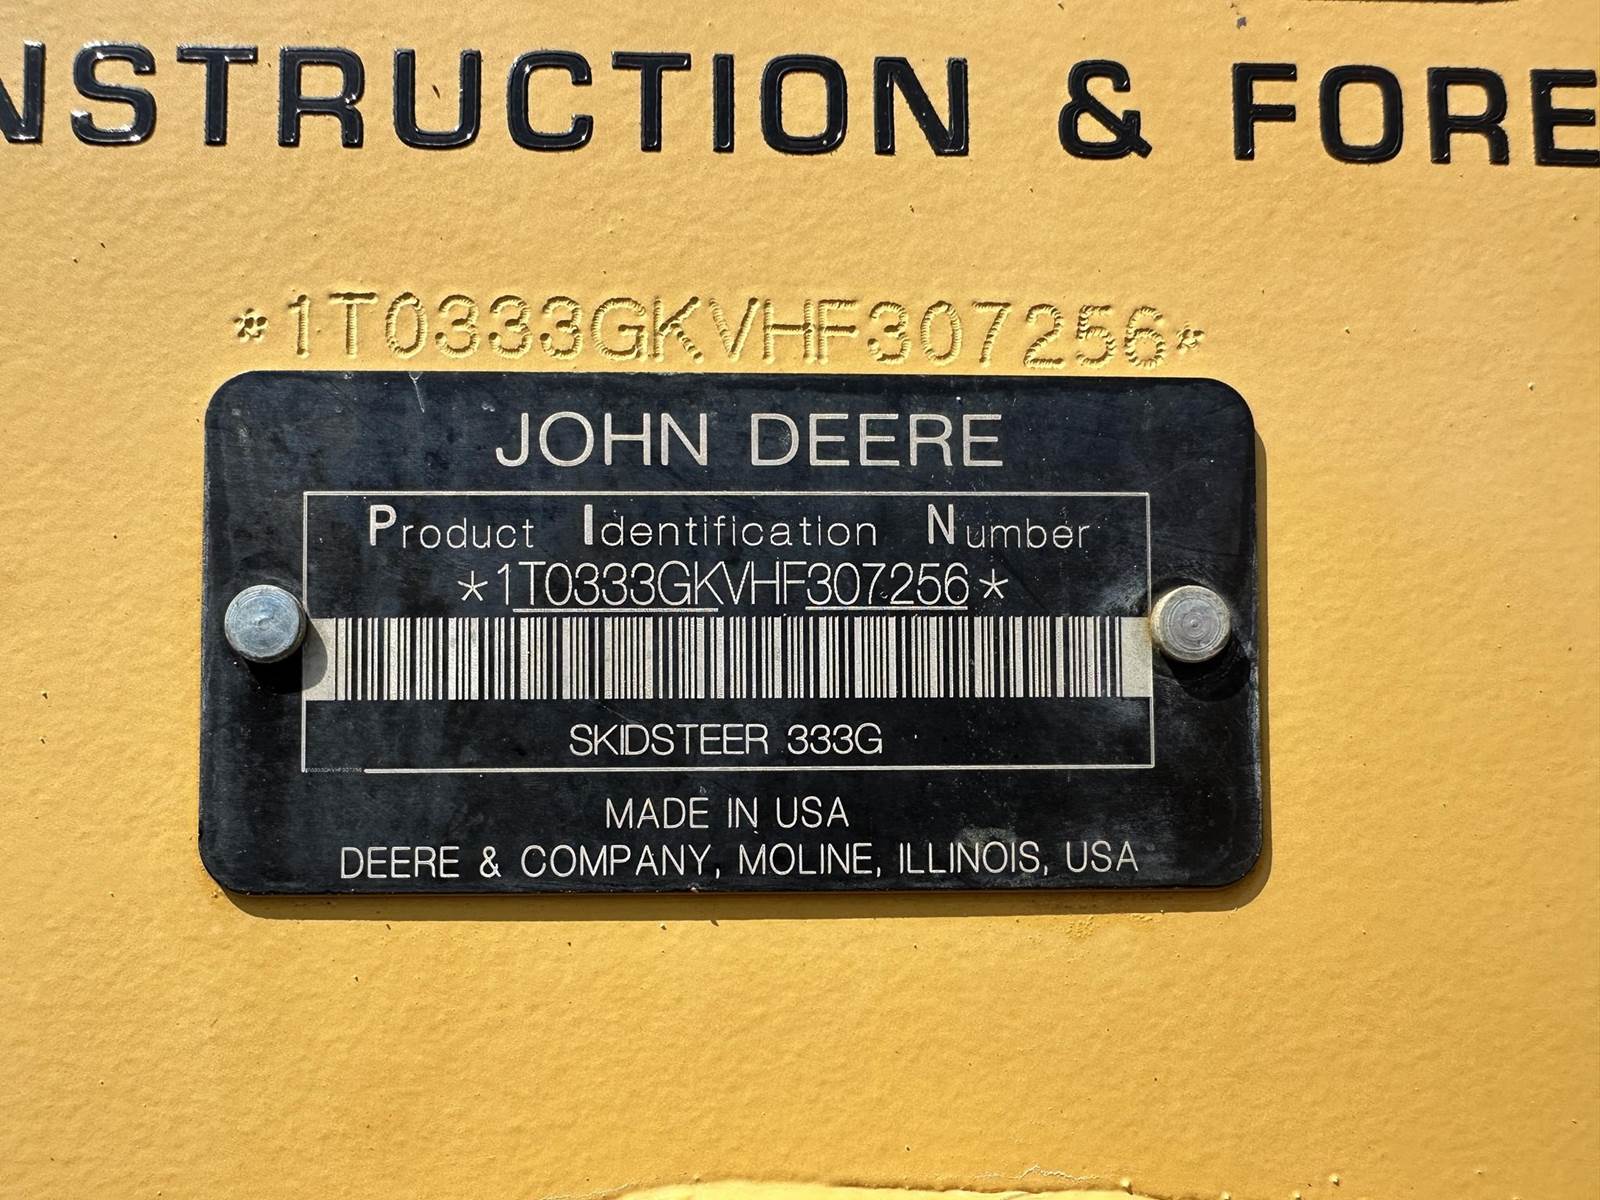 NSTRUCTION & FORE
*1T0333GKVHF307256*
JOHN DEERE
Product Identification Number
*1T0333GKVHF307256*
SKIDSTEER 333G
1T0333GKVHF307256
MADE IN USA
DEERE & COMPANY, MOLINE, ILLINOIS, USA